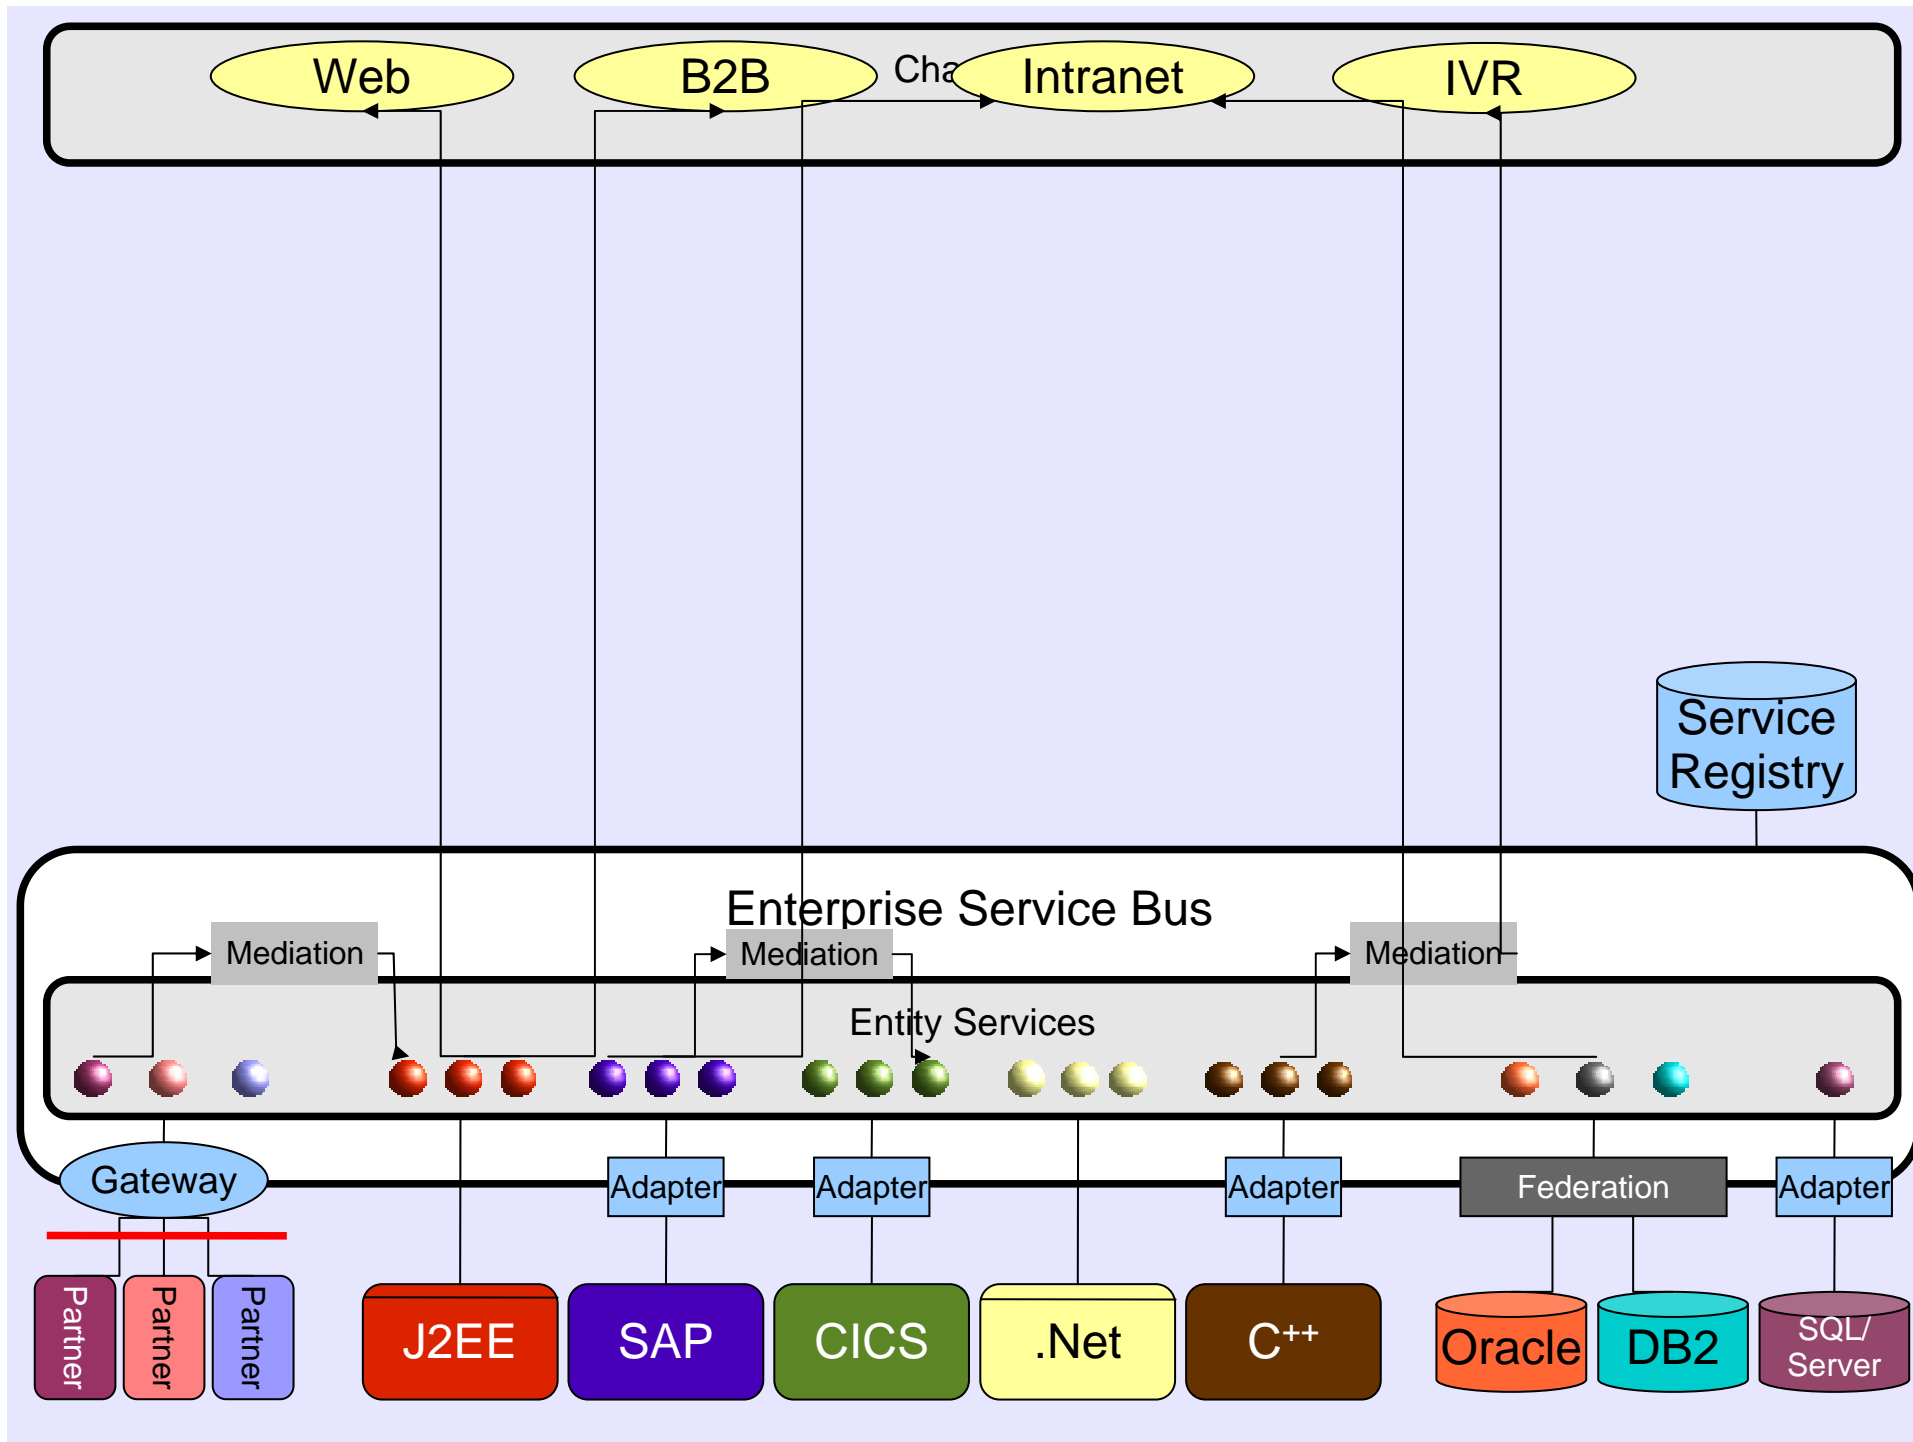 Web
B2B
Cha
Intranet
IVR
Service
Registry
Enterprise Service Bus
Mediation
Mediation
Mediation
Entity Services
Gateway
Adapter
Adapter
Adapter
Federation
Adapter
Partner
Partner
Partner
J2EE
SAP
CICS
.Net
C++
Oracle
DB2
SQL/
Server